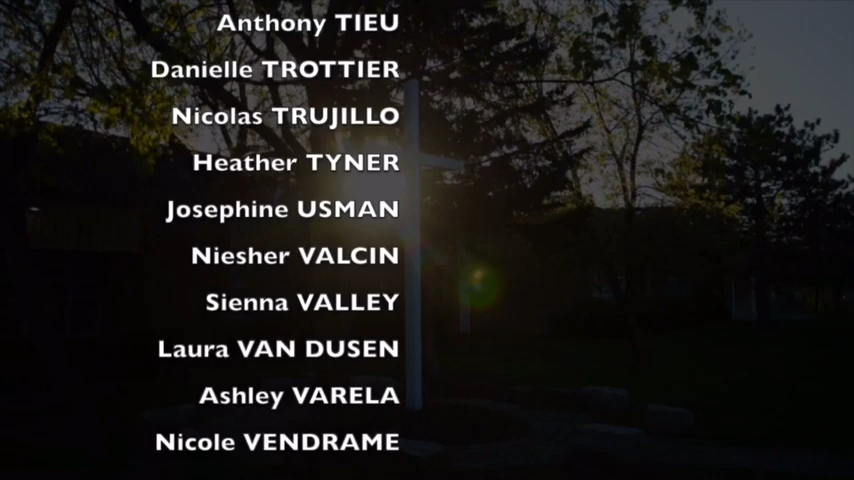 Anthony TIEU
Danielle TROTTIER
Nicolas TRUJILLO
Heather TYNER
Josephine USMAN
Niesher VALCIN
Sienna VALLEY
Laura VAN DUSEN
Ashley VARELA
Nicole VENDRAME